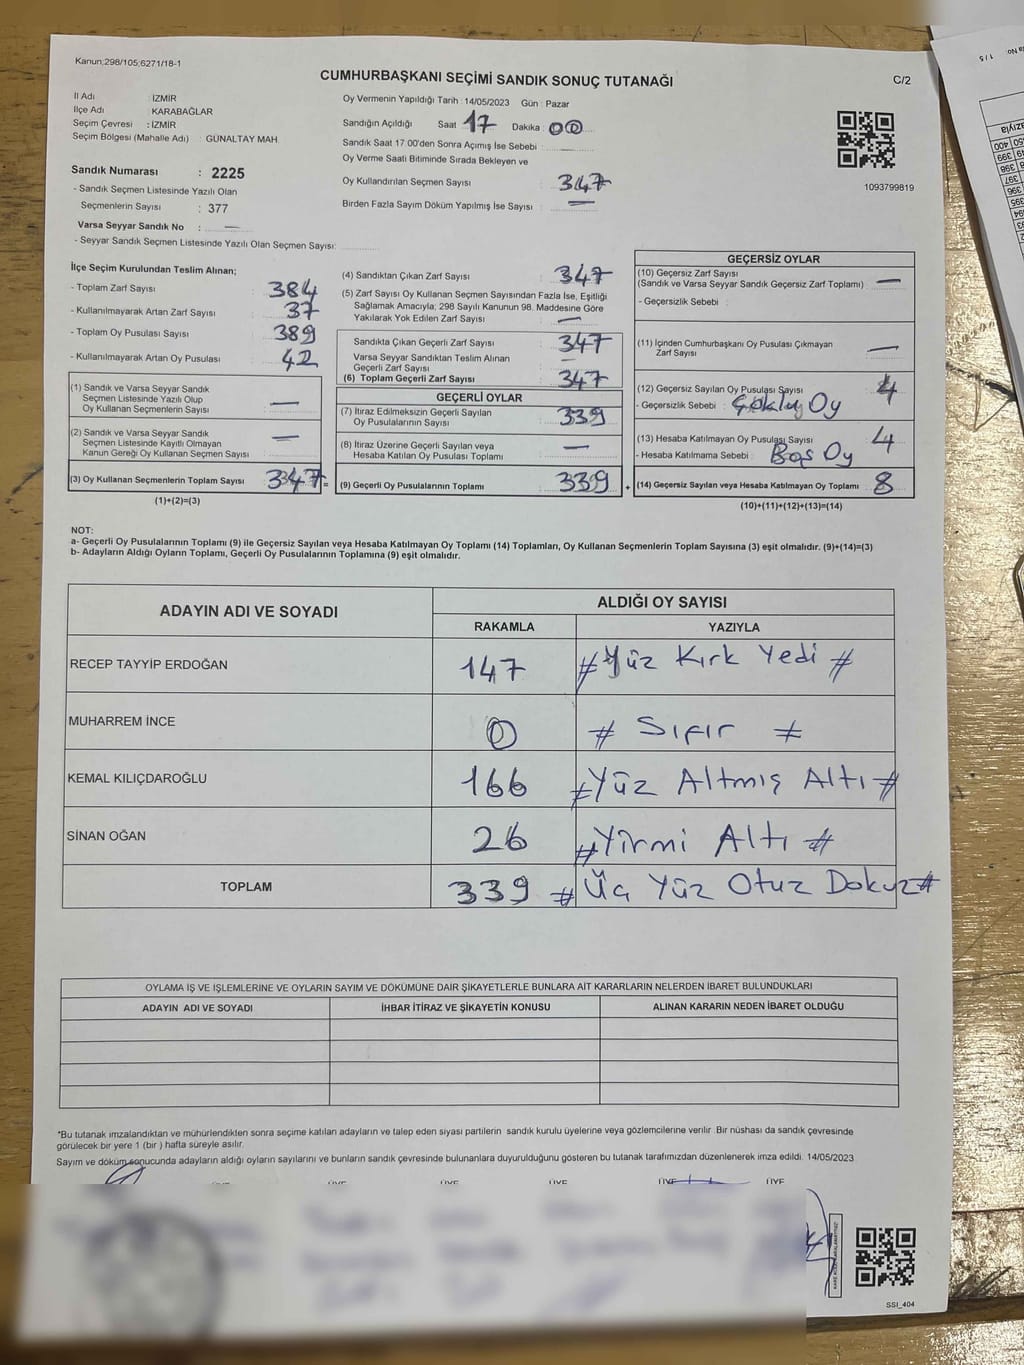 Kanun;298/105;6271/18-1
CUMHURBAŞKANI SEÇİMİ SANDIK SONUÇ TUTANAĞI
C/2
İl Adı : İZMİR
İlçe Adı : KARABAĞLAR
Seçim Çevresi : İZMİR
Seçim Bölgesi (Mahalle Adı) : GÜNALTAY MAH.
Oy Vermenin Yapıldığı Tarih :14/05/2023 Gün : Pazar
Sandığın Açıldığı Saat 17 Dakika : 00
Sandık Saat 17.00'den Sonra Açımış İse Sebebi :
Oy Verme Saati Bitiminde Sırada Bekleyen ve
Oy Kullandırılan Seçmen Sayısı : 347
Birden Fazla Sayım Döküm Yapılmış İse Sayısı : —
1093799819
Sandık Numarası : 2225
- Sandık Seçmen Listesinde Yazılı Olan
Seçmenlerin Sayısı : 377
Varsa Seyyar Sandık No : —
- Seyyar Sandık Seçmen Listesinde Yazılı Olan Seçmen Sayısı:
İlçe Seçim Kurulundan Teslim Alınan;
- Toplam Zarf Sayısı : 384
- Kullanılmayarak Artan Zarf Sayısı : 37
- Toplam Oy Pusulası Sayısı : 389
- Kullanılmayarak Artan Oy Pusulası : 42
(1) Sandık ve Varsa Seyyar Sandık
Seçmen Listesinde Yazılı Olup
Oy Kullanan Seçmenlerin Sayısı : —
(2) Sandık ve Varsa Seyyar Sandık
Seçmen Listesinde Kayıtlı Olmayan
Kanun Gereği Oy Kullanan Seçmen Sayısı : —
(3) Oy Kullanan Seçmenlerin Toplam Sayısı : 347 =
(1)+(2)=(3)
(4) Sandıktan Çıkan Zarf Sayısı : 347
(5) Zarf Sayısı Oy Kullanan Seçmen Sayısından Fazla İse, Eşitliği
Sağlamak Amacıyla; 298 Sayılı Kanunun 98. Maddesine Göre
Yakılarak Yok Edilen Zarf Sayısı : —
Sandıkta Çıkan Geçerli Zarf Sayısı : 347
Varsa Seyyar Sandıktan Teslim Alınan
Geçerli Zarf Sayısı : —
(6) Toplam Geçerli Zarf Sayısı : 347
GEÇERLİ OYLAR
(7) İtiraz Edilmeksizin Geçerli Sayılan
Oy Pusulalarının Sayısı : 339
(8) İtiraz Üzerine Geçerli Sayılan veya
Hesaba Katılan Oy Pusulası Toplamı : —
(9) Geçerli Oy Pusulalarının Toplamı : 339 +
GEÇERSİZ OYLAR
(10) Geçersiz Zarf Sayısı
(Sandık ve Varsa Seyyar Sandık Geçersiz Zarf Toplamı) : —
- Geçersizlik Sebebi :
(11) İçinden Cumhurbaşkanı Oy Pusulası Çıkmayan
Zarf Sayısı : —
(12) Geçersiz Sayılan Oy Pusulası Sayısı : 4
- Geçersizlik Sebebi : Çoklu Oy
(13) Hesaba Katılmayan Oy Pusulası Sayısı : 4
- Hesaba Katılmama Sebebi : Boş Oy
(14) Geçersiz Sayılan veya Hesaba Katılmayan Oy Toplamı : 8
(10)+(11)+(12)+(13)=(14)
NOT:
a- Geçerli Oy Pusulalarının Toplamı (9) ile Geçersiz Sayılan veya Hesaba Katılmayan Oy Toplamı (14) Toplamları, Oy Kullanan Seçmenlerin Toplam Sayısına (3) eşit olmalıdır. (9)+(14)=(3)
b- Adayların Aldığı Oyların Toplamı, Geçerli Oy Pusulalarının Toplamına (9) eşit olmalıdır.
ADAYIN ADI VE SOYADI
ALDIĞI OY SAYISI
RAKAMLA YAZIYLA
RECEP TAYYİP ERDOĞAN 147 # Yüz Kırk Yedi #
MUHARREM İNCE 0 # Sıfır #
KEMAL KILIÇDAROĞLU 166 # Yüz Altmış Altı #
SİNAN OĞAN 26 # Yirmi Altı #
TOPLAM 339 # Üç Yüz Otuz Dokuz #
OYLAMA İŞ VE İŞLEMLERİNE VE OYLARIN SAYIM VE DÖKÜMÜNE DAİR ŞİKAYETLERLE BUNLARA AİT KARARLARIN NELERDEN İBARET BULUNDUKLARI
ADAYIN ADI VE SOYADI İHBAR İTİRAZ VE ŞİKAYETİN KONUSU ALINAN KARARIN NEDEN İBARET OLDUĞU
*Bu tutanak imzalandıktan ve mühürlendikten sonra seçime katılan adayların ve talep eden siyasi partilerin sandık kurulu üyelerine veya gözlemcilerine verilir. Bir nüshası da sandık çevresinde
görülecek bir yere 1 (bir) hafta süreyle asılır.
Sayım ve döküm sonucunda adayların aldığı oyların sayılarını ve bunların sandık çevresinde bulunanlara duyurulduğunu gösteren bu tutanak tarafımızdan düzenlenerek imza edildi. 14/05/2023
ÜYE ÜYE ÜYE ÜYE ÜYE ÜYE
SSİ_404